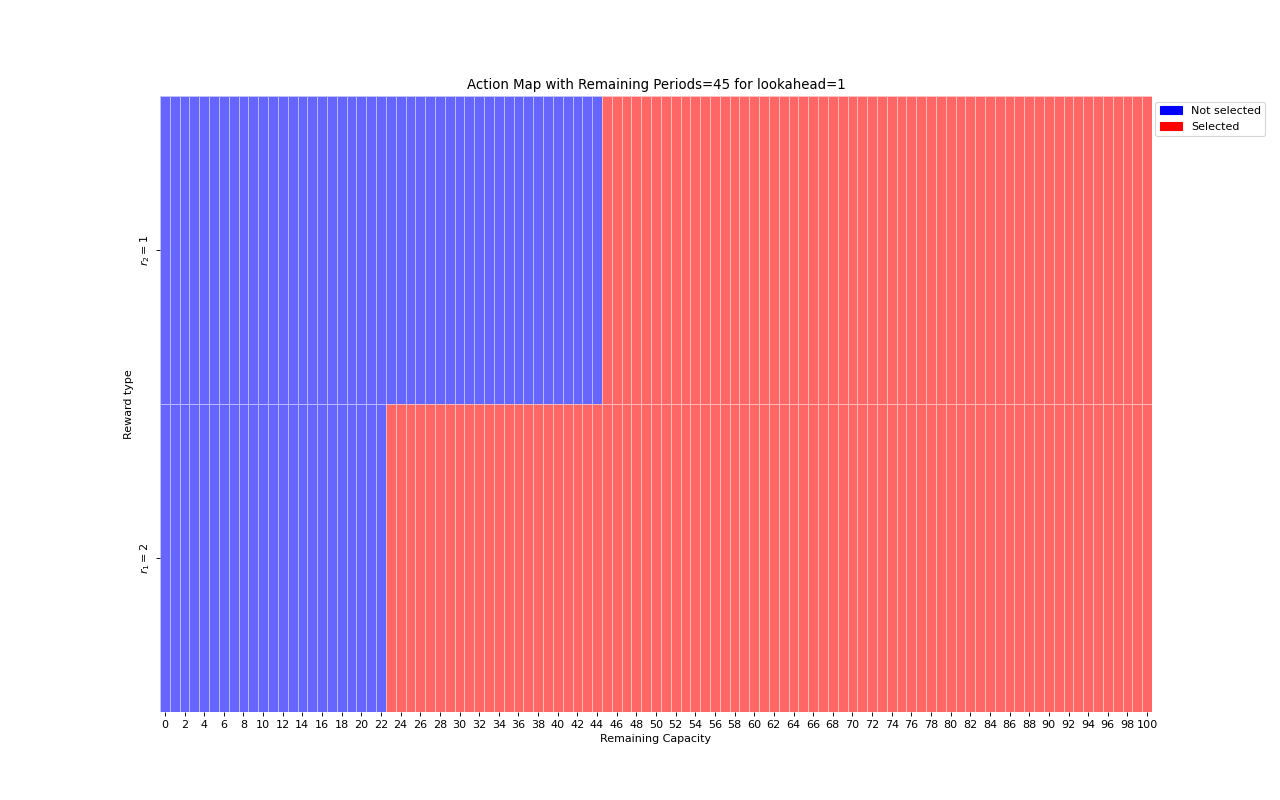 Action Map with Remaining Periods=45 for lookahead=1
Not selected
Selected
Reward type
r₂ = 1
r₁ = 2
0 2 4 6 8 10 12 14 16 18 20 22 24 26 28 30 32 34 36 38 40 42 44 46 48 50 52 54 56 58 60 62 64 66 68 70 72 74 76 78 80 82 84 86 88 90 92 94 96 98 100
Remaining Capacity